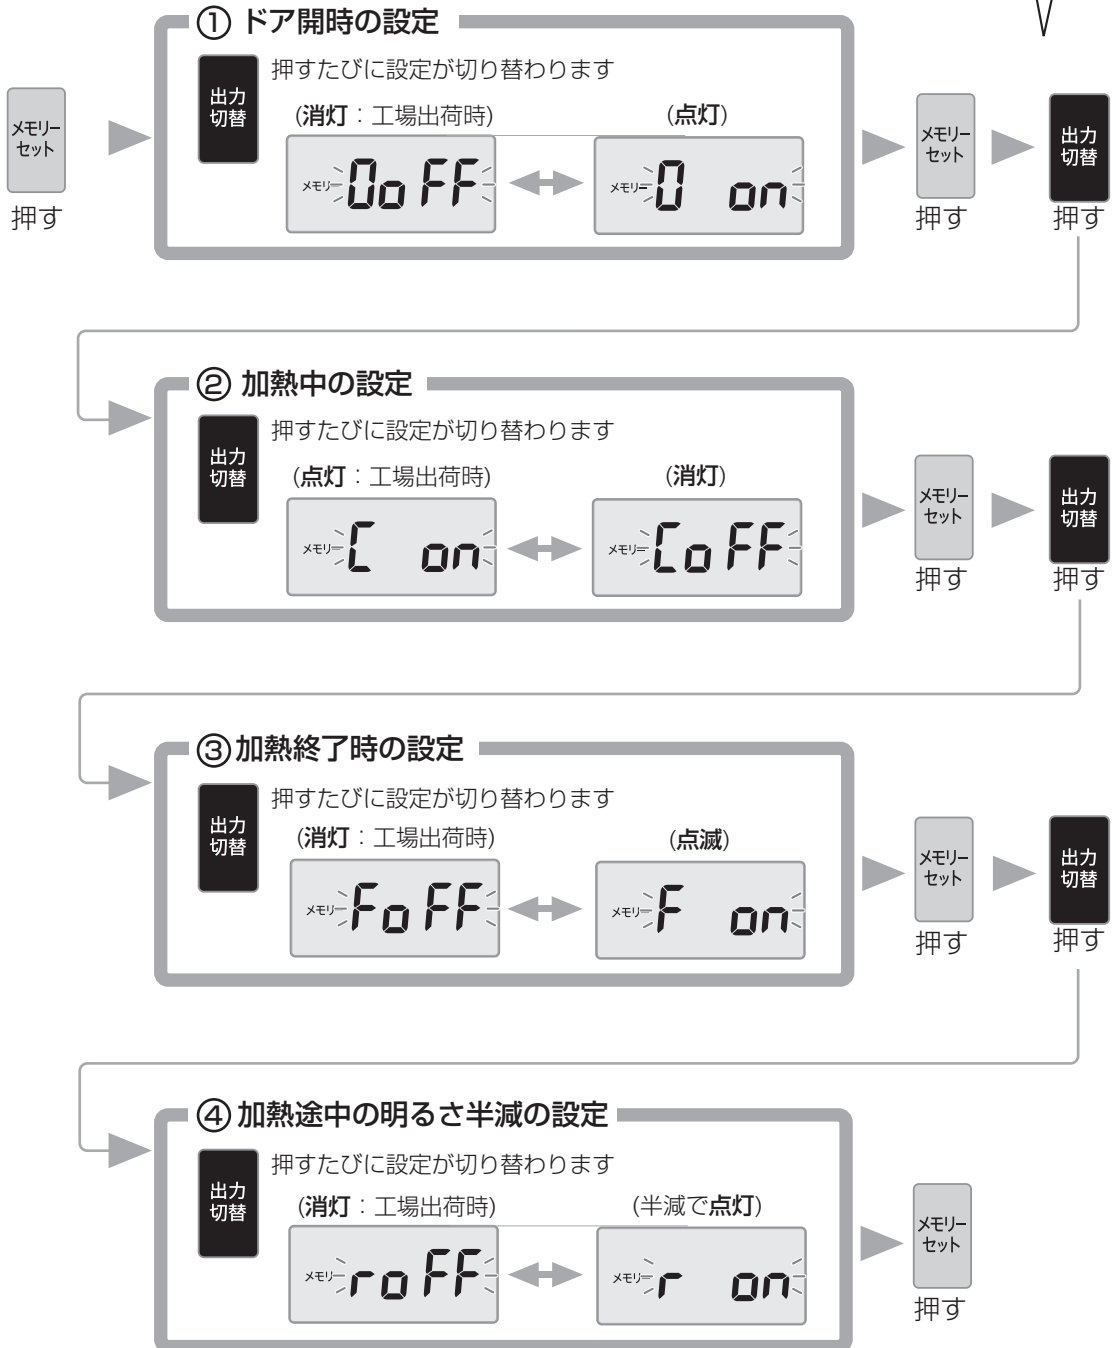 ① ドア開時の設定
メモリー
セット
押す
出力
切替
押すたびに設定が切り替わります
(消灯：工場出荷時)
(点灯)
メモリー 0oFF
メモリー 0 on
メモリー
セット
押す
出力
切替
押す
② 加熱中の設定
出力
切替
押すたびに設定が切り替わります
(点灯：工場出荷時)
(消灯)
メモリー C on
メモリー CoFF
メモリー
セット
押す
出力
切替
押す
③ 加熱終了時の設定
出力
切替
押すたびに設定が切り替わります
(消灯：工場出荷時)
(点滅)
メモリー FoFF
メモリー F on
メモリー
セット
押す
出力
切替
押す
④ 加熱途中の明るさ半減の設定
出力
切替
押すたびに設定が切り替わります
(消灯：工場出荷時)
(半減で点灯)
メモリー roFF
メモリー r on
メモリー
セット
押す